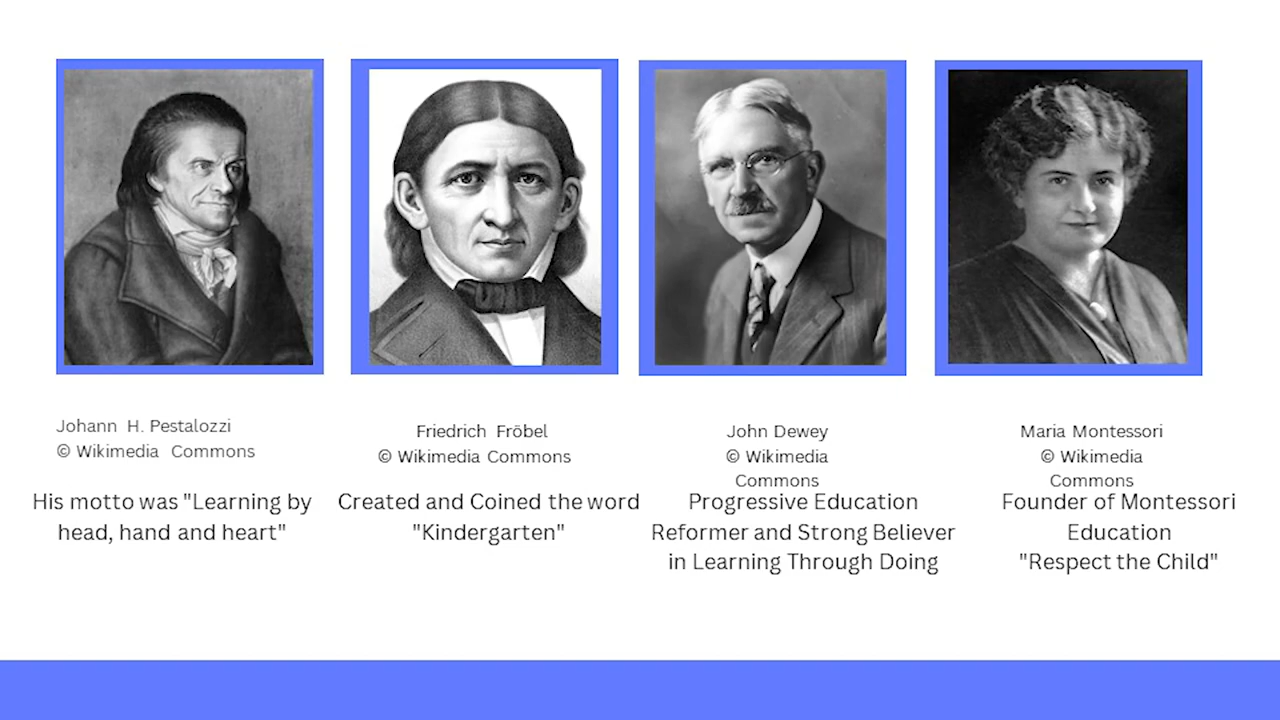 Johann H. Pestalozzi
© Wikimedia Commons
His motto was "Learning by
head, hand and heart"
Friedrich Fröbel
© Wikimedia Commons
Created and Coined the word
"Kindergarten"
John Dewey
© Wikimedia
Commons
Progressive Education
Reformer and Strong Believer
in Learning Through Doing
Maria Montessori
© Wikimedia
Commons
Founder of Montessori
Education
"Respect the Child"